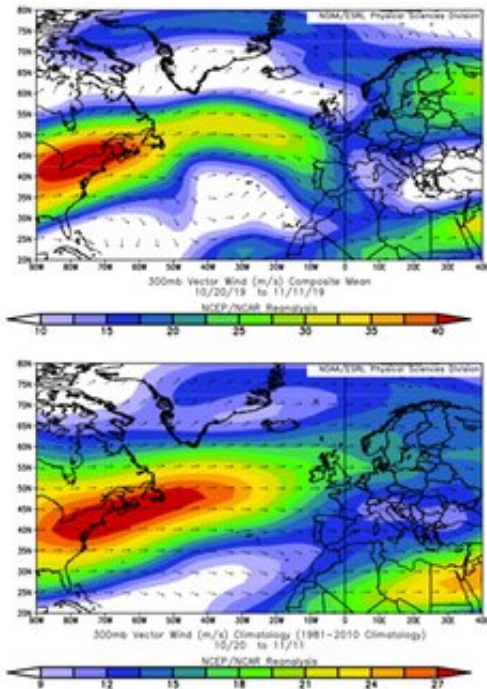 NOAA/ESRL Physical Sciences Division
80N
75N
70N
65N
60N
55N
50N
45N
40N
35N
30N
25N
20N
90W 80W 70W 60W 50W 40W 30W 20W 10W 0 10E 20E 30E 40E
300mb Vector Wind (m/s) Composite Mean
10/20/19 to 11/11/19
NCEP/NCAR Reanalysis
10 15 20 25 30 35 40
NOAA/ESRL Physical Sciences Division
80N
75N
70N
65N
60N
55N
50N
45N
40N
35N
30N
25N
20N
90W 80W 70W 60W 50W 40W 30W 20W 10W 0 10E 20E 30E 40E
300mb Vector Wind (m/s) Climatology (1981-2010 Climatology)
10/20 to 11/11
NCEP/NCAR Reanalysis
9 12 15 18 21 24 27